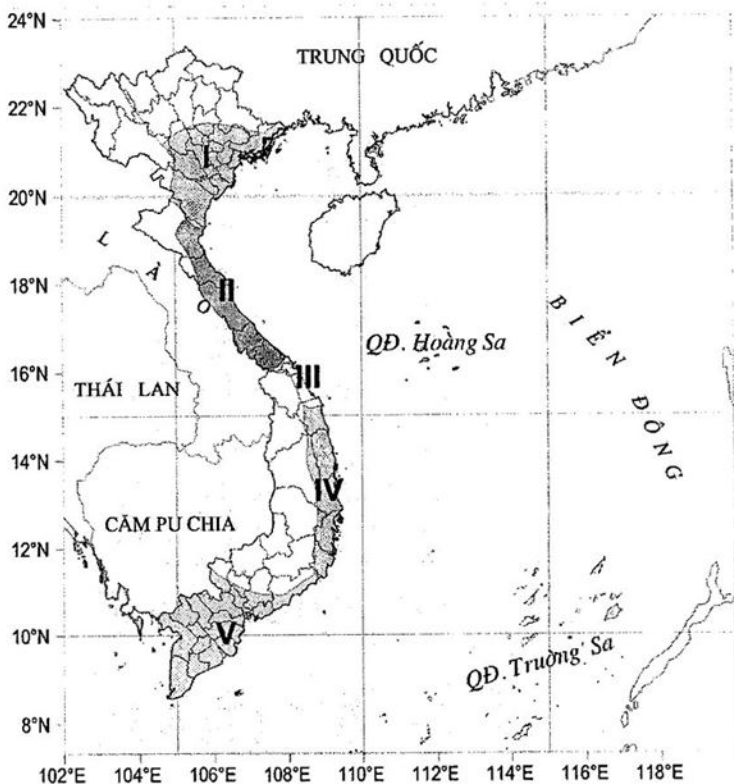 24°N
TRUNG QUỐC
22°N
I
20°N
L
À
O
18°N
II
QĐ. Hoàng Sa
BIỂN ĐÔNG
16°N
III
THÁI LAN
14°N
IV
CĂM PU CHIA
12°N
V
10°N
QĐ. Trường Sa
8°N
102°E 104°E 106°E 108°E 110°E 112°E 114°E 116°E 118°E